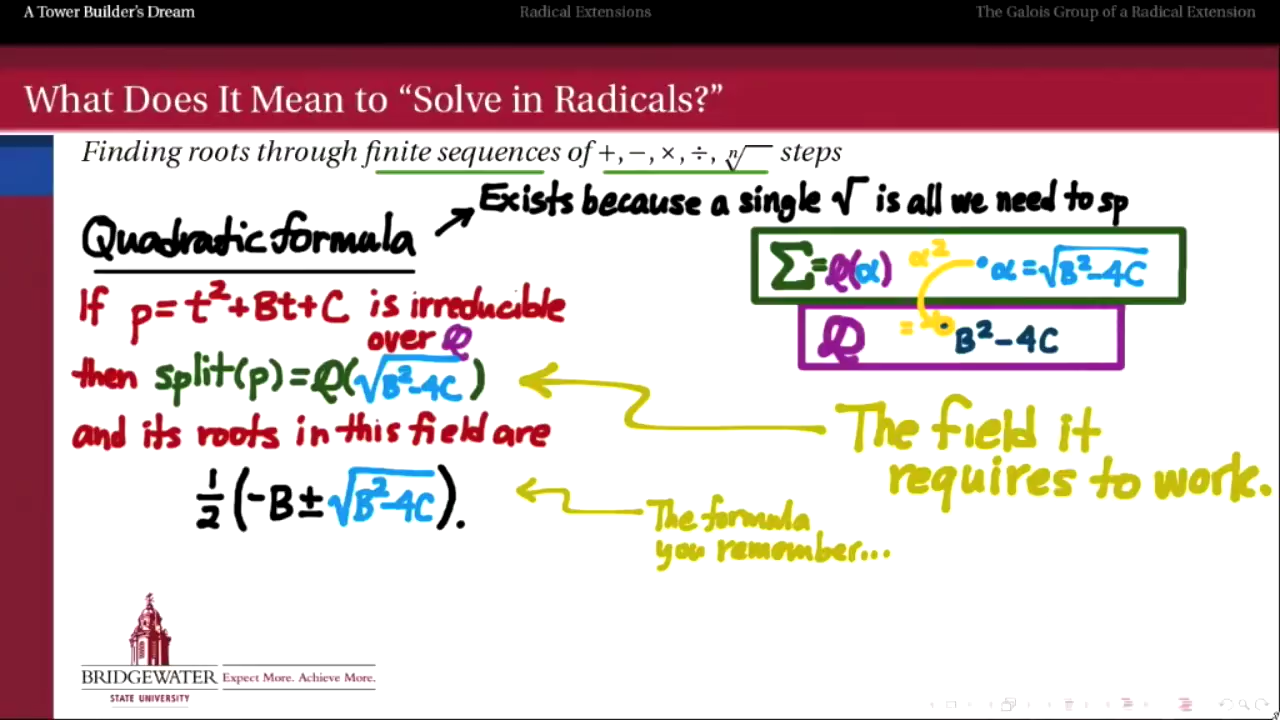 A Tower Builder's Dream
Radical Extensions
The Galois Group of a Radical Extension
What Does It Mean to “Solve in Radicals?”
Finding roots through finite sequences of +, −, ×, ÷, ⁿ√ steps
Quadratic formula
Exists because a single √ is all we need to sp
Σ=Q(α) α² α=√(B²-4C)
Q = B²-4C
If p=t²+Bt+C is irreducible
over Q
then split(p)=Q(√(B²-4C))
and its roots in this field are
½(-B±√(B²-4C)).
The field it
requires to work.
The formula
you remember...
BRIDGEWATER
STATE UNIVERSITY
Expect More. Achieve More.